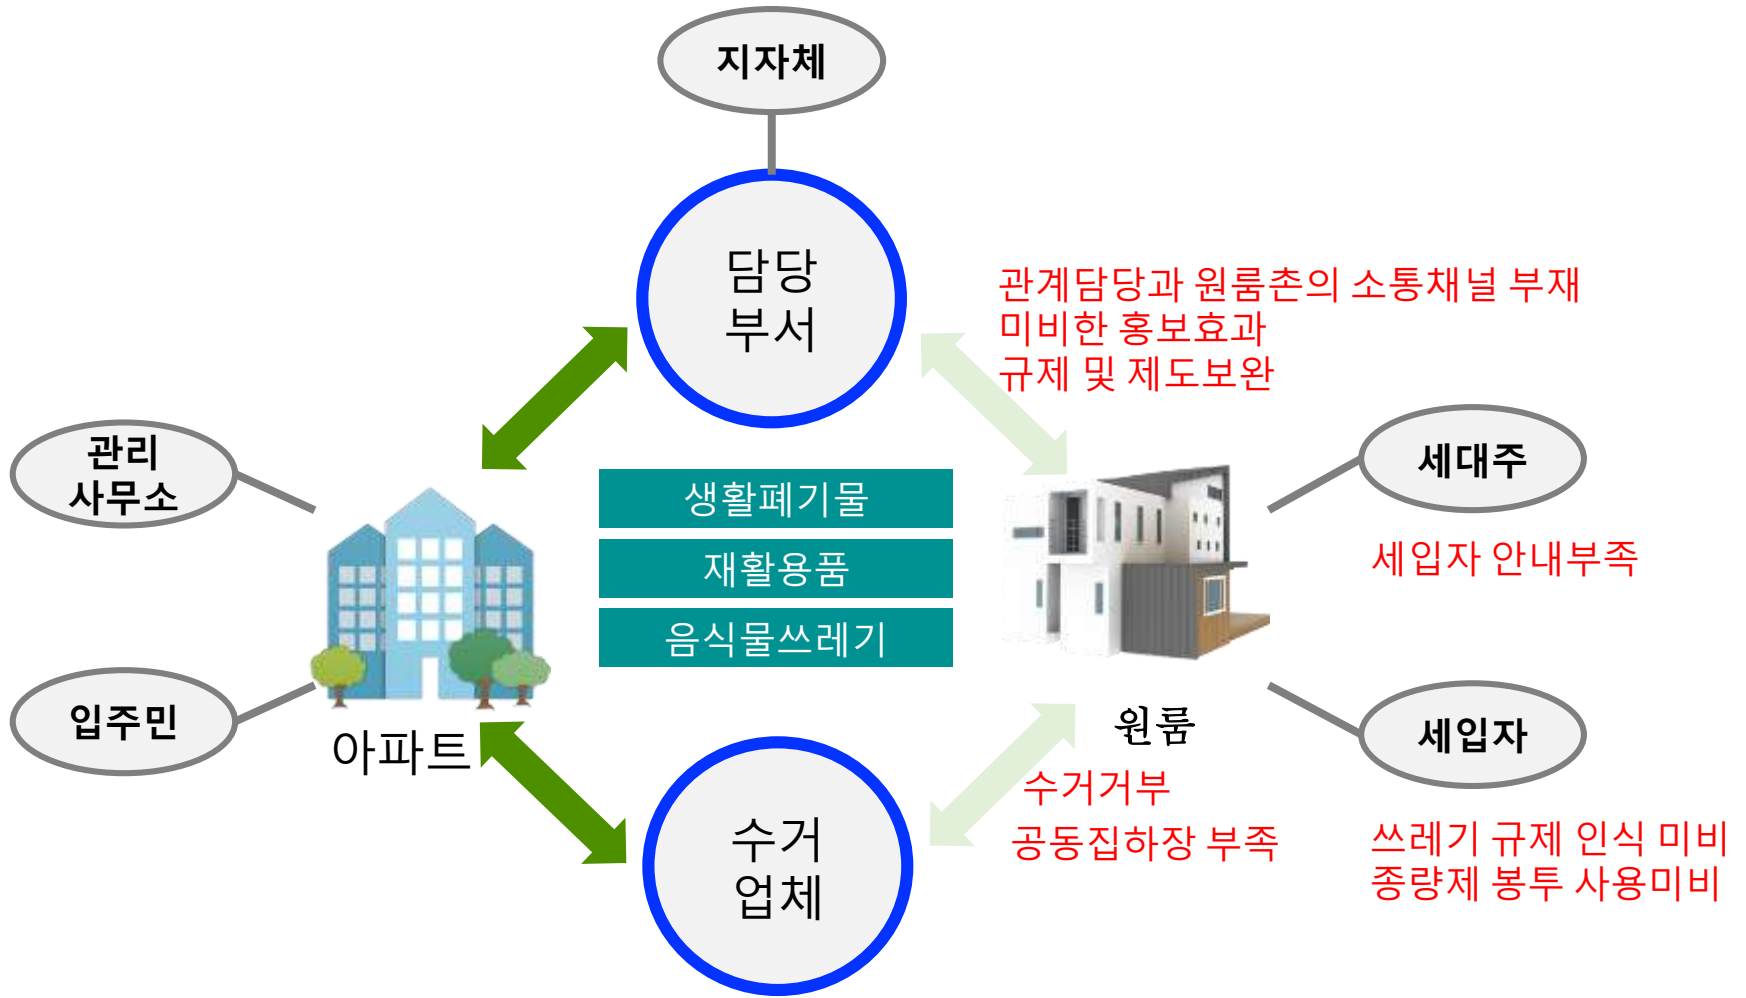 지자체
담당
부서
관계담당과 원룸촌의 소통채널 부재
미비한 홍보효과
규제 및 제도보완
관리
사무소
세대주
생활폐기물
세입자 안내부족
재활용품
음식물쓰레기
입주민
아파트
원룸
세입자
수거거부
공동집하장 부족
수거
업체
쓰레기 규제 인식 미비
종량제 봉투 사용미비